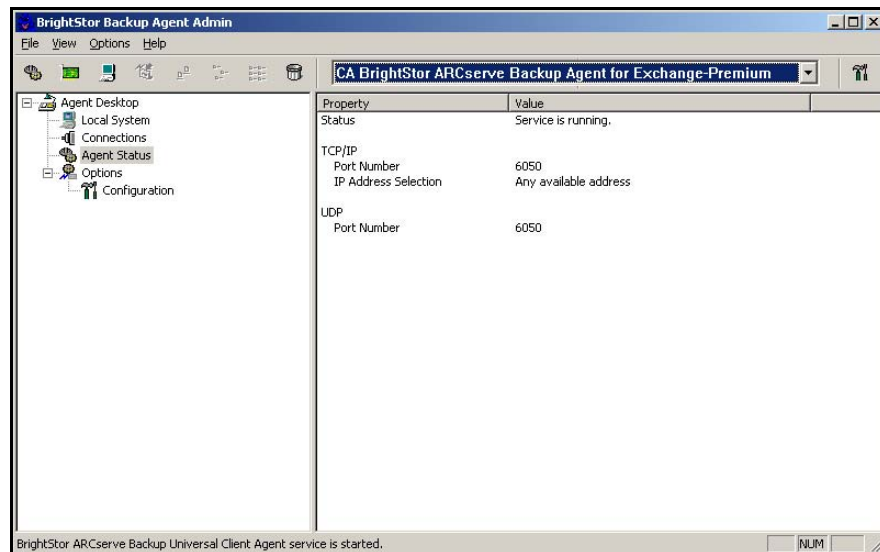 BrightStor Backup Agent Admin
File View Options Help
CA BrightStor ARCserve Backup Agent for Exchange-Premium
Agent Desktop
Local System
Connections
Agent Status
Options
Configuration
Property Value
Status Service is running.
TCP/IP
Port Number 6050
IP Address Selection Any available address
UDP
Port Number 6050
BrightStor ARCserve Backup Universal Client Agent service is started.
NUM